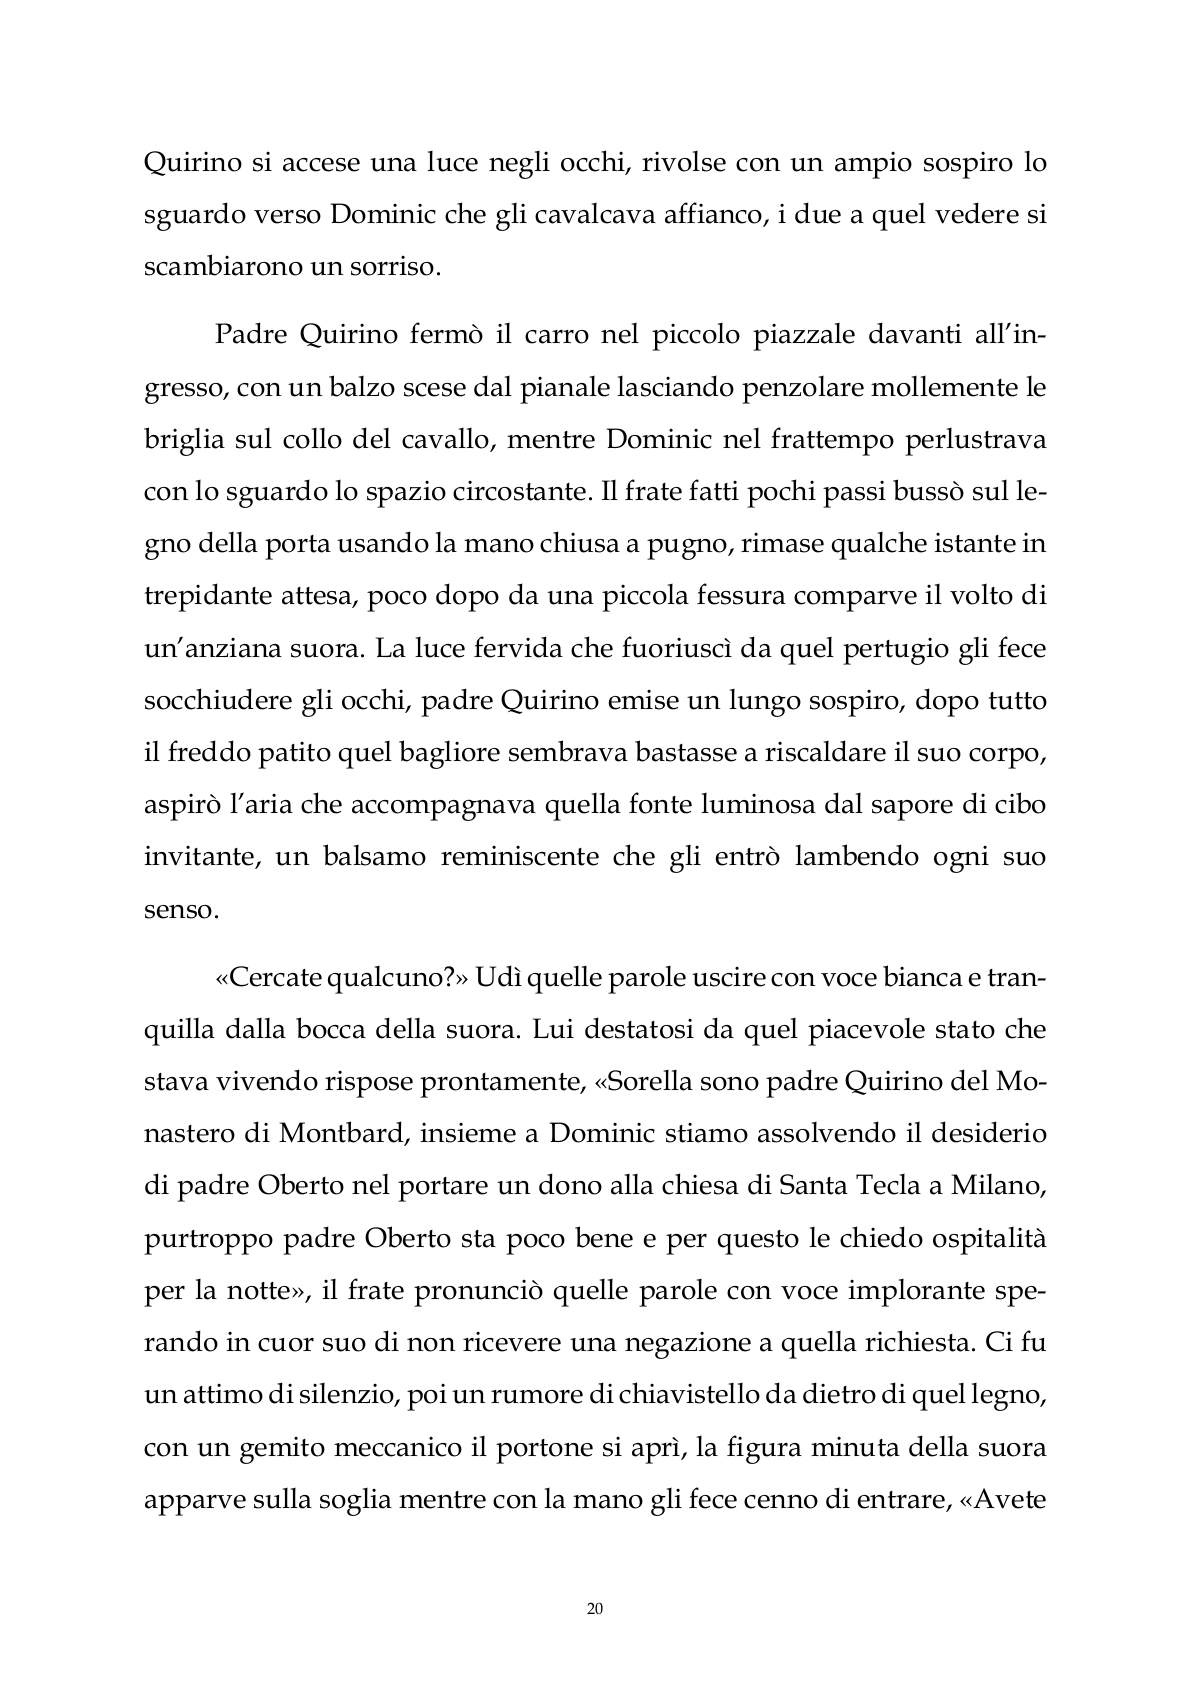 Quirino si accese una luce negli occhi, rivolse con un ampio sospiro lo
sguardo verso Dominic che gli cavalcava affianco, i due a quel vedere si
scambiarono un sorriso.
Padre Quirino fermò il carro nel piccolo piazzale davanti all’in-
gresso, con un balzo scese dal pianale lasciando penzolare mollemente le
briglia sul collo del cavallo, mentre Dominic nel frattempo perlustrava
con lo sguardo lo spazio circostante. Il frate fatti pochi passi bussò sul le-
gno della porta usando la mano chiusa a pugno, rimase qualche istante in
trepidante attesa, poco dopo da una piccola fessura comparve il volto di
un’anziana suora. La luce fervida che fuoriuscì da quel pertugio gli fece
socchiudere gli occhi, padre Quirino emise un lungo sospiro, dopo tutto
il freddo patito quel bagliore sembrava bastasse a riscaldare il suo corpo,
aspirò l’aria che accompagnava quella fonte luminosa dal sapore di cibo
invitante, un balsamo reminiscente che gli entrò lambendo ogni suo
senso.
«Cercate qualcuno?» Udì quelle parole uscire con voce bianca e tran-
quilla dalla bocca della suora. Lui destatosi da quel piacevole stato che
stava vivendo rispose prontamente, «Sorella sono padre Quirino del Mo-
nastero di Montbard, insieme a Dominic stiamo assolvendo il desiderio
di padre Oberto nel portare un dono alla chiesa di Santa Tecla a Milano,
purtroppo padre Oberto sta poco bene e per questo le chiedo ospitalità
per la notte», il frate pronunciò quelle parole con voce implorante spe-
rando in cuor suo di non ricevere una negazione a quella richiesta. Ci fu
un attimo di silenzio, poi un rumore di chiavistello da dietro di quel legno,
con un gemito meccanico il portone si aprì, la figura minuta della suora
apparve sulla soglia mentre con la mano gli fece cenno di entrare, «Avete
20